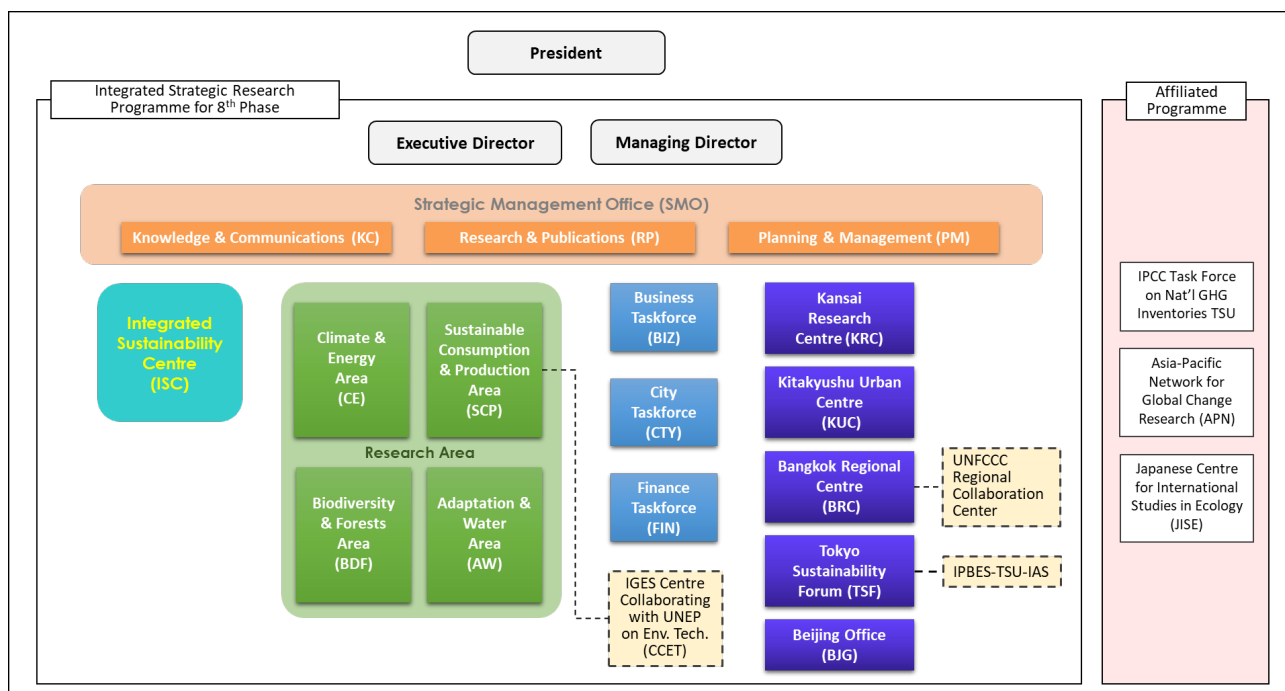 President
Integrated Strategic Research
Programme for 8th Phase
Affiliated
Programme
Executive Director
Managing Director
Strategic Management Office (SMO)
Knowledge & Communications (KC)
Research & Publications (RP)
Planning & Management (PM)
Integrated
Sustainability
Centre
(ISC)
Climate &
Energy
Area
(CE)
Sustainable
Consumption
& Production
Area
(SCP)
Research Area
Biodiversity
& Forests
Area
(BDF)
Adaptation &
Water
Area
(AW)
Business
Taskforce
(BIZ)
City
Taskforce
(CTY)
Finance
Taskforce
(FIN)
IGES Centre
Collaborating
with UNEP
on Env. Tech.
(CCET)
Kansai
Research
Centre (KRC)
Kitakyushu Urban
Centre
(KUC)
Bangkok Regional
Centre
(BRC)
Tokyo
Sustainability
Forum (TSF)
Beijing Office
(BJG)
UNFCCC
Regional
Collaboration
Center
IPBES-TSU-IAS
IPCC Task Force
on Nat'l GHG
Inventories TSU
Asia-Pacific
Network for
Global Change
Research (APN)
Japanese Centre
for International
Studies in Ecology
(JISE)